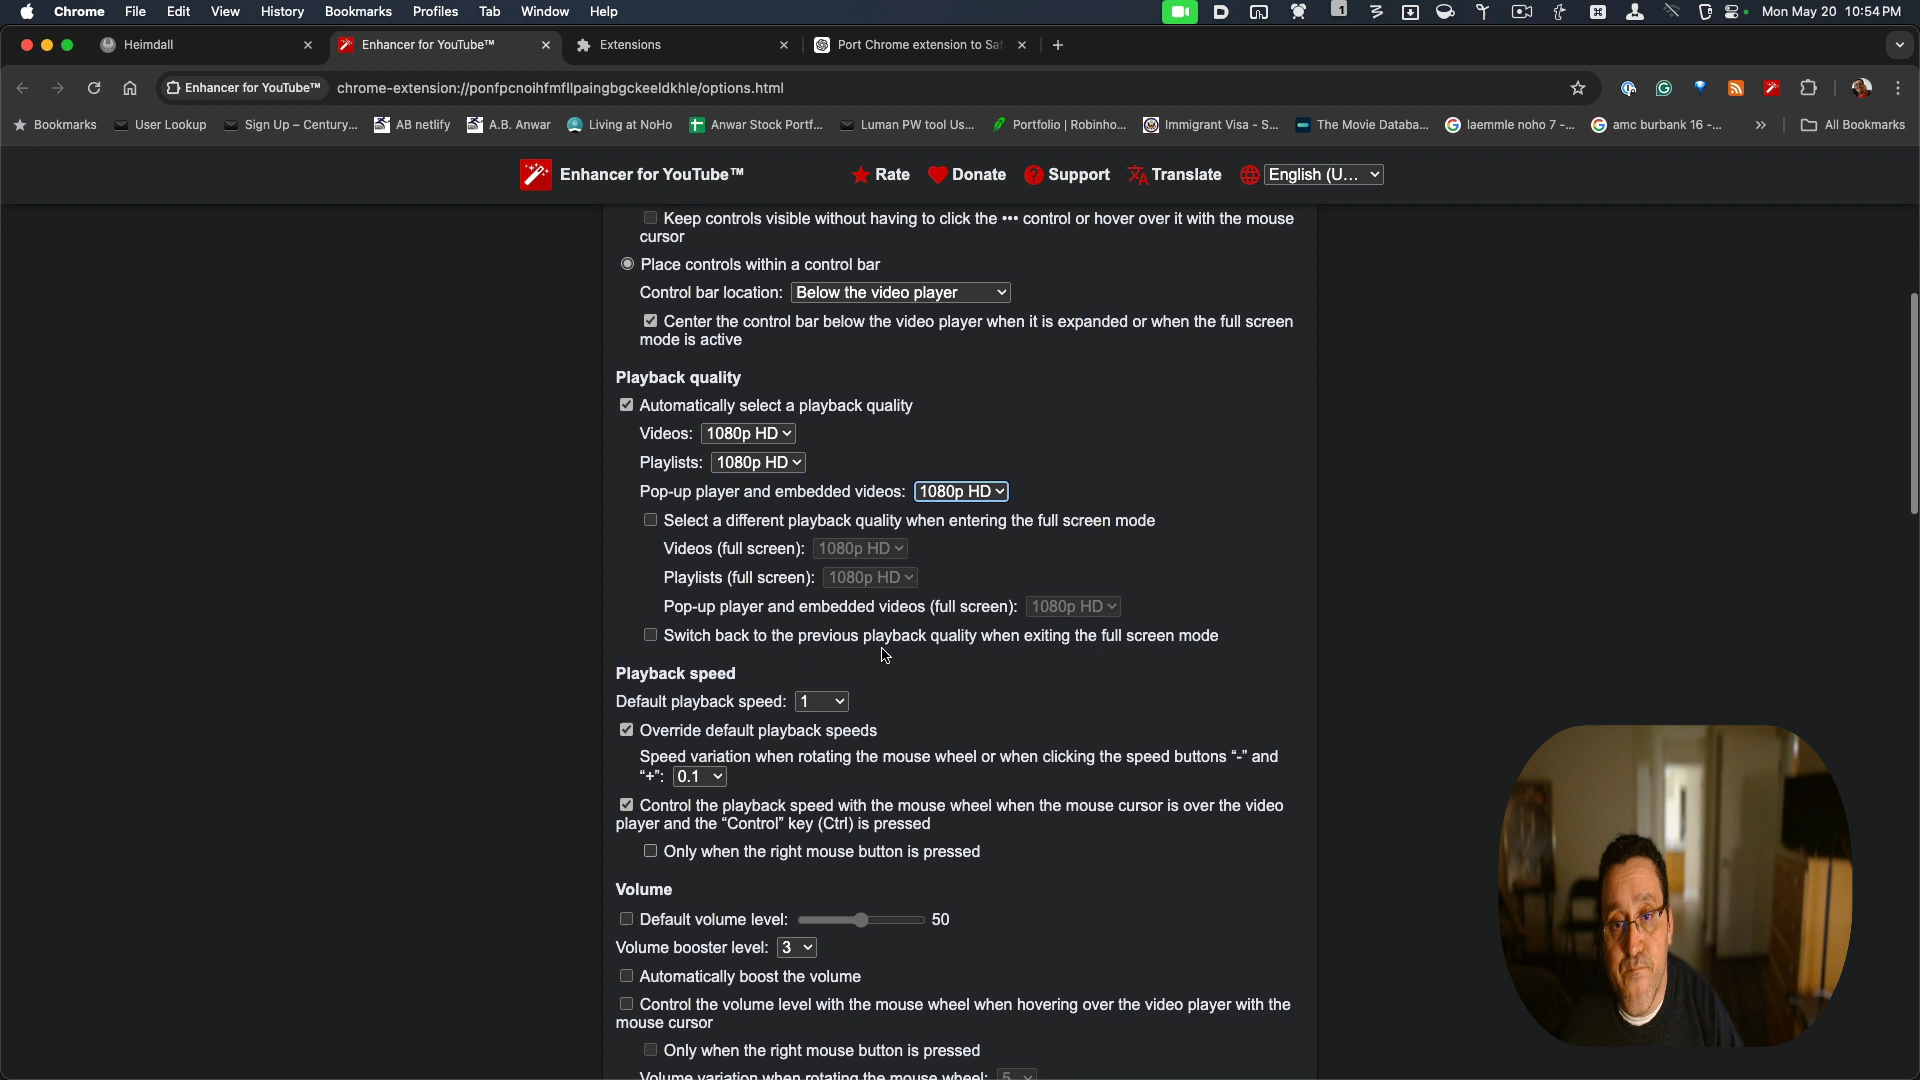 Chrome File Edit View History Bookmarks Profiles Tab Window Help 1 Mon May 20 10:54 PM
Heimdall Enhancer for YouTube™ Extensions Port Chrome extension to Saf
Enhancer for YouTube™ chrome-extension://ponfpcnoihfmfllpaingbgckeeldkhle/options.html
Bookmarks User Lookup Sign Up – Century... AB netlify A.B. Anwar Living at NoHo Anwar Stock Portf... Luman PW tool Us... Portfolio | Robinho... Immigrant Visa - S... The Movie Databa... laemmle noho 7 -... amc burbank 16 -... » All Bookmarks
Enhancer for YouTube™ Rate Donate Support Translate English (U...
Keep controls visible without having to click the ••• control or hover over it with the mouse
cursor
Place controls within a control bar
Control bar location: Below the video player
Center the control bar below the video player when it is expanded or when the full screen
mode is active
Playback quality
Automatically select a playback quality
Videos: 1080p HD
Playlists: 1080p HD
Pop-up player and embedded videos: 1080p HD
Select a different playback quality when entering the full screen mode
Videos (full screen): 1080p HD
Playlists (full screen): 1080p HD
Pop-up player and embedded videos (full screen): 1080p HD
Switch back to the previous playback quality when exiting the full screen mode
Playback speed
Default playback speed: 1
Override default playback speeds
Speed variation when rotating the mouse wheel or when clicking the speed buttons “-” and
“+”: 0.1
Control the playback speed with the mouse wheel when the mouse cursor is over the video
player and the “Control” key (Ctrl) is pressed
Only when the right mouse button is pressed
Volume
Default volume level: 50
Volume booster level: 3
Automatically boost the volume
Control the volume level with the mouse wheel when hovering over the video player with the
mouse cursor
Only when the right mouse button is pressed
Volume variation when rotating the mouse wheel: 5